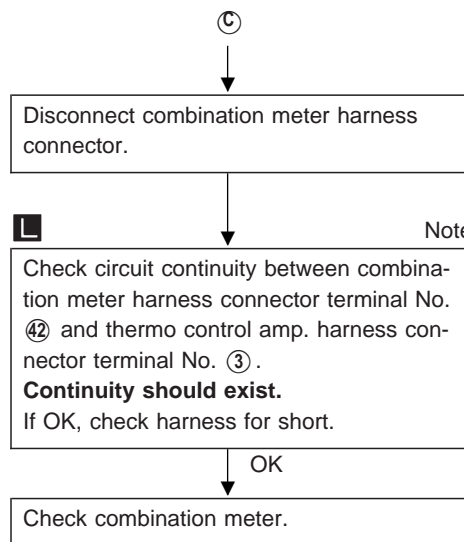 C
Disconnect combination meter harness
connector.
L
Note
Check circuit continuity between combina-
tion meter harness connector terminal No.
42 and thermo control amp. harness con-
nector terminal No. 3.
Continuity should exist.
If OK, check harness for short.
OK
Check combination meter.